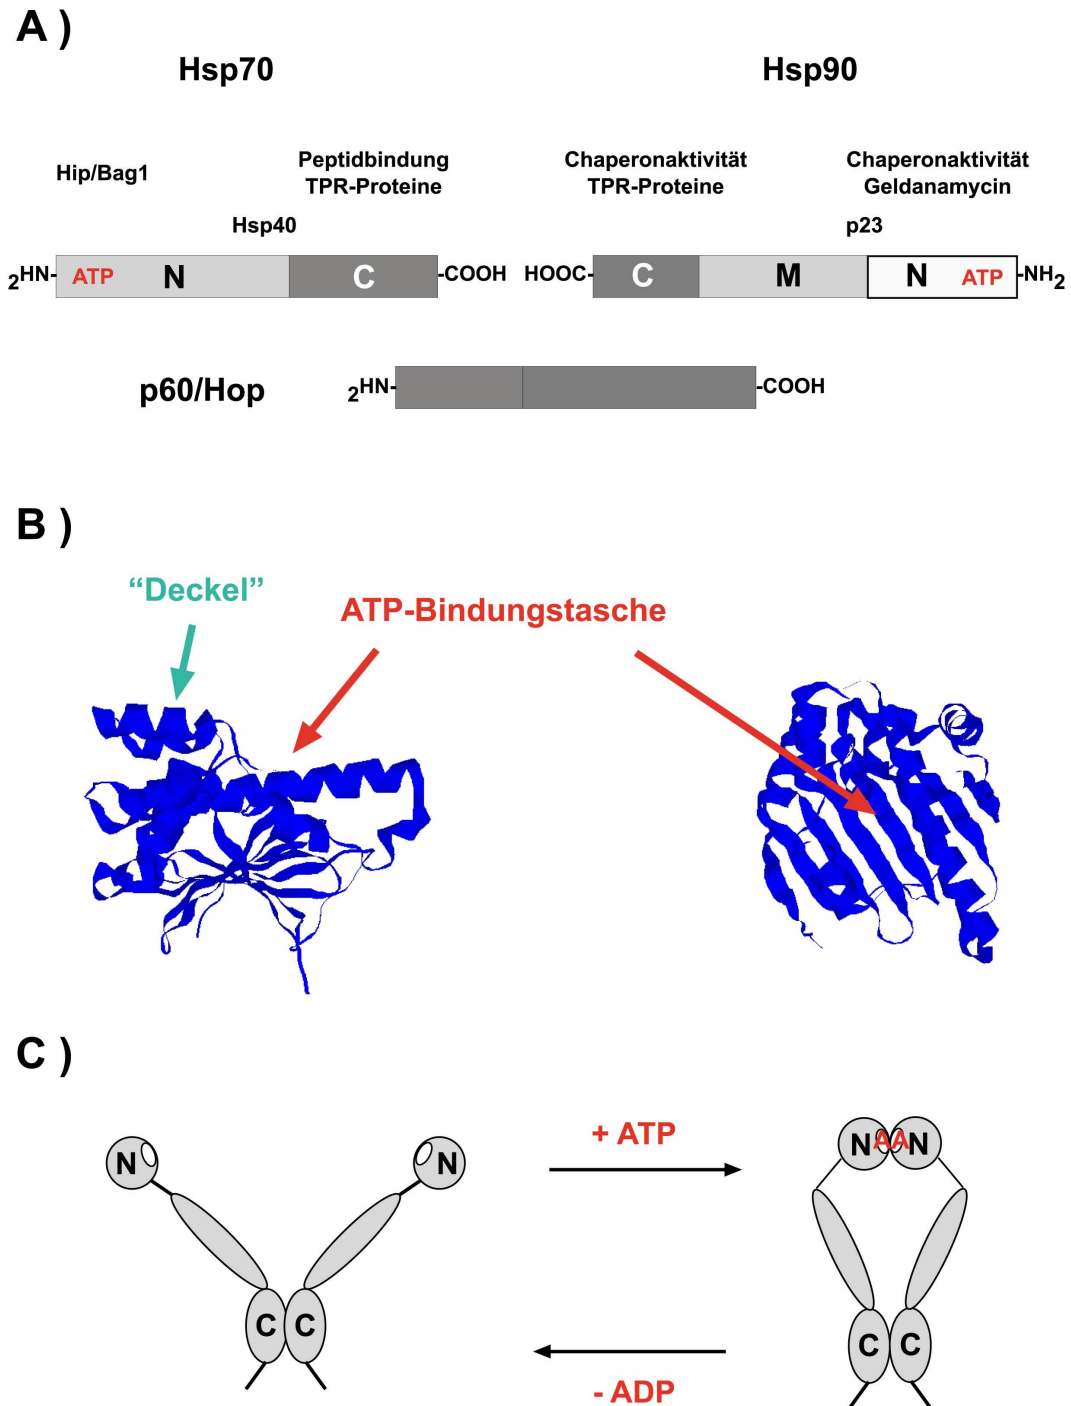 A )
Hsp70
Hsp90
Hip/Bag1
Peptidbindung
TPR-Proteine
Chaperonaktivität
TPR-Proteine
Chaperonaktivität
Geldanamycin
Hsp40
p23
2HN- ATP N C -COOH
HOOC- C M N ATP -NH2
p60/Hop
2HN- -COOH
B )
“Deckel”
ATP-Bindungstasche
C )
N N
+ ATP
N AA N
C C
- ADP
C C